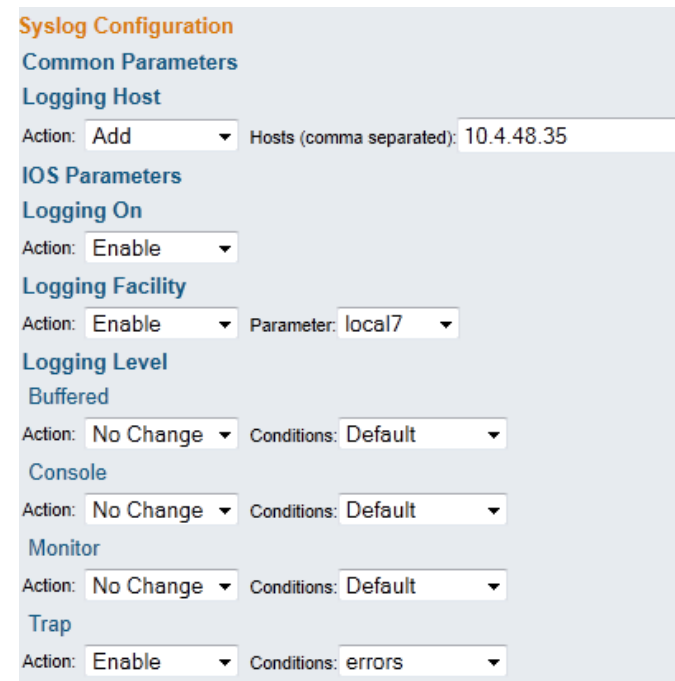 Syslog Configuration
Common Parameters
Logging Host
Action: Add Hosts (comma separated): 10.4.48.35
IOS Parameters
Logging On
Action: Enable
Logging Facility
Action: Enable Parameter: local7
Logging Level
Buffered
Action: No Change Conditions: Default
Console
Action: No Change Conditions: Default
Monitor
Action: No Change Conditions: Default
Trap
Action: Enable Conditions: errors